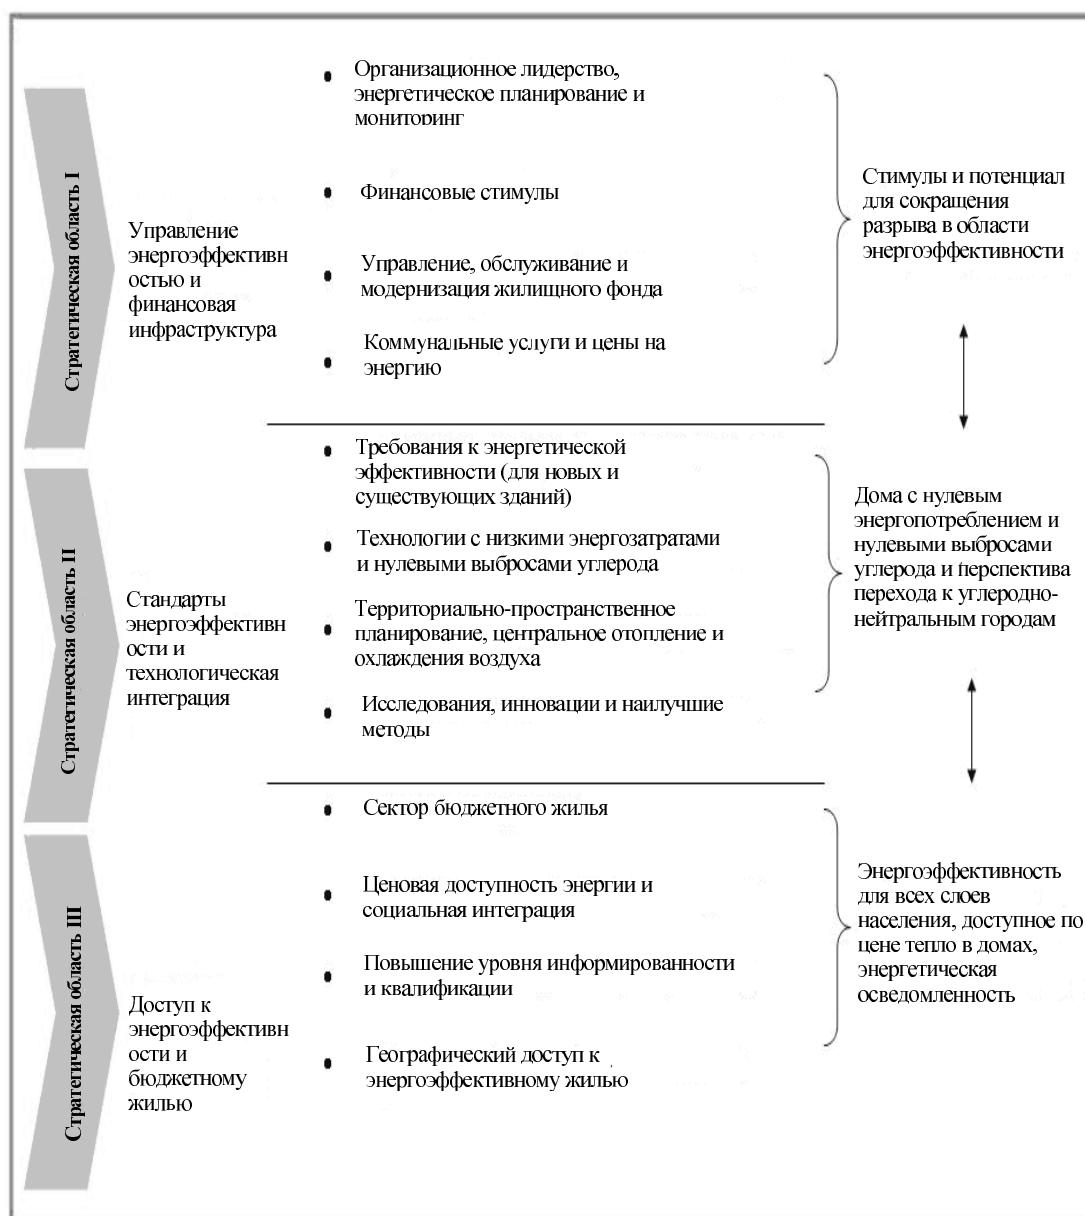 Стратегическая область I
Управление
энергоэффективн
остью и
финансовая
инфраструктура
Организационное лидерство,
энергетическое планирование и
мониторинг
Финансовые стимулы
Управление, обслуживание и
модернизация жилищного фонда
Коммунальные услуги и цены на
энергию
Стимулы и потенциал
для сокращения
разрыва в области
энергоэффективности
Стратегическая область II
Стандарты
энергоэффективн
ости и
технологическая
интеграция
Требования к энергетической
эффективности (для новых и
существующих зданий)
Технологии с низкими энергозатратами
и нулевыми выбросами углерода
Территориально-пространственное
планирование, центральное отопление и
охлаждения воздуха
Исследования, инновации и наилучшие
методы
Дома с нулевым
энергопотреблением и
нулевыми выбросами
углерода и перспектива
перехода к углеродно-
нейтральным городам
Стратегическая область III
Доступ к
энергоэффективн
ости и
бюджетному
жилью
Сектор бюджетного жилья
Ценовая доступность энергии и
социальная интеграция
Повышение уровня информированности
и квалификации
Географический доступ к
энергоэффективному жилью
Энергоэффективность
для всех слоев
населения, доступное по
цене тепло в домах,
энергетическая
осведомленность